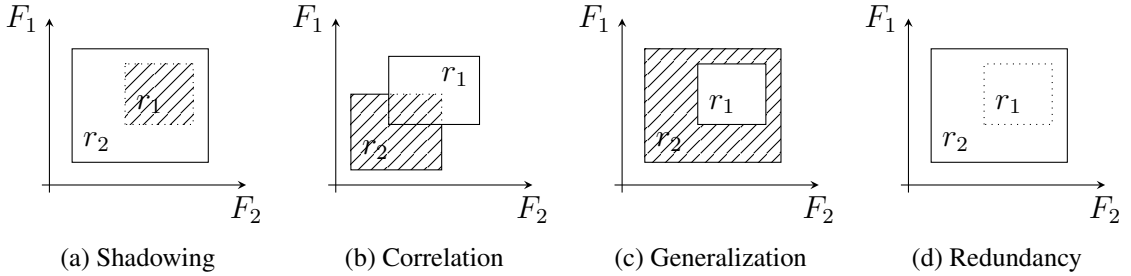 F₁
r₁
r₂
F₂
(a) Shadowing
F₁
r₁
r₂
F₂
(b) Correlation
F₁
r₁
r₂
F₂
(c) Generalization
F₁
r₁
r₂
F₂
(d) Redundancy